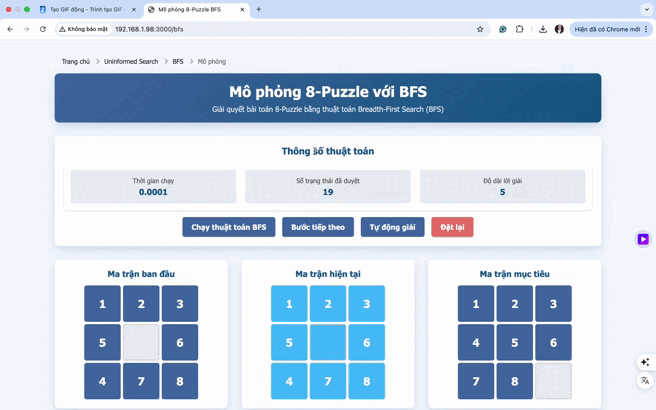 Tạo GIF động - Trình tạo GIF
Mô phỏng 8-Puzzle BFS
Không bảo mật
192.168.1.98:3000/bfs
Hiện đã có Chrome mới
Trang chủ > Uninformed Search > BFS > Mô phỏng
Mô phỏng 8-Puzzle với BFS
Giải quyết bài toán 8-Puzzle bằng thuật toán Breadth-First Search (BFS)
Thông số thuật toán
Thời gian chạy
0.0001
Số trạng thái đã duyệt
19
Độ dài lời giải
5
Chạy thuật toán BFS
Bước tiếp theo
Tự động giải
Đặt lại
Ma trận ban đầu
1 2 3
5 6
4 7 8
Ma trận hiện tại
1 2 3
5 6
4 7 8
Ma trận mục tiêu
1 2 3
4 5 6
7 8